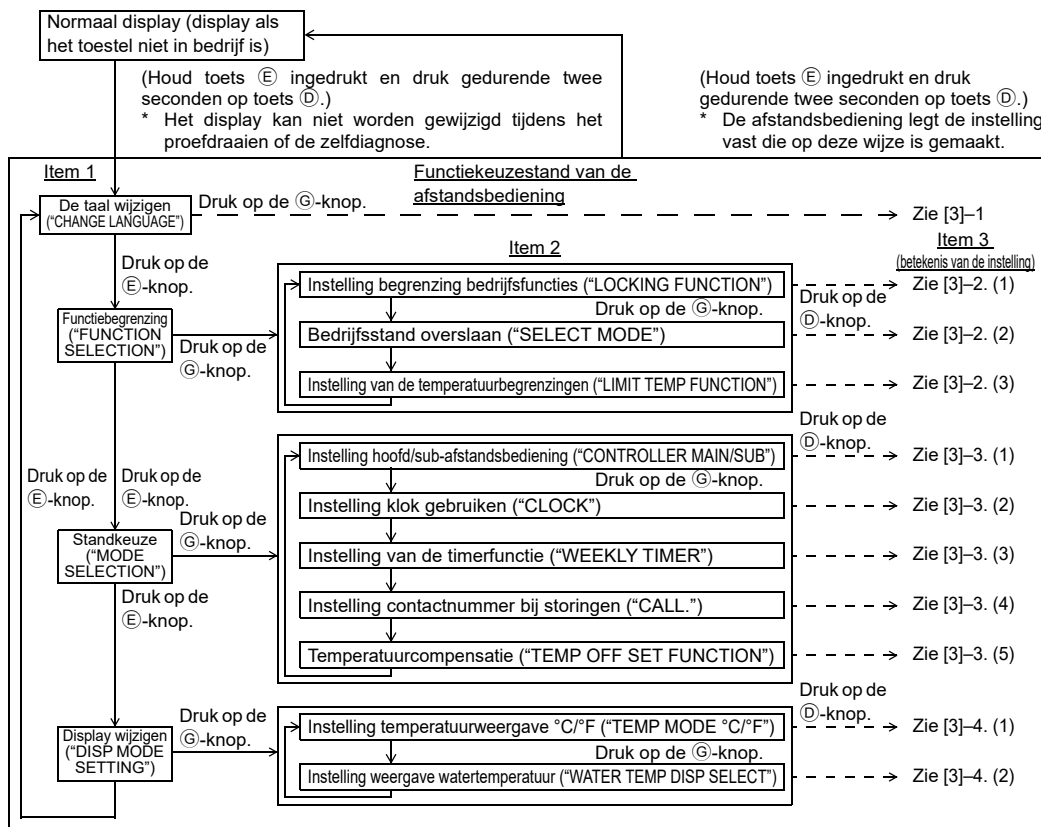 Normaal display (display als
het toestel niet in bedrijf is)
(Houd toets Ⓔ ingedrukt en druk gedurende twee
seconden op toets Ⓓ.)
* Het display kan niet worden gewijzigd tijdens het
proefdraaien of de zelfdiagnose.
(Houd toets Ⓔ ingedrukt en druk
gedurende twee seconden op toets Ⓓ.)
* De afstandsbediening legt de instelling
vast die op deze wijze is gemaakt.
Item 1
Functiekeuzestand van de
afstandsbediening
De taal wijzigen
(“CHANGE LANGUAGE”)
Druk op de Ⓖ-knop.
Zie [3]–1
Item 2
Item 3
(betekenis van de instelling)
Druk op de
Ⓔ-knop.
Functiebegrenzing
(“FUNCTION
SELECTION”)
Druk op de
Ⓖ-knop.
Instelling begrenzing bedrijfsfuncties (“LOCKING FUNCTION”)
Druk op de Ⓖ-knop.
Druk op de
Ⓓ-knop.
Zie [3]–2. (1)
Bedrijfsstand overslaan (“SELECT MODE”)
Zie [3]–2. (2)
Instelling van de temperatuurbegrenzingen (“LIMIT TEMP FUNCTION”)
Zie [3]–2. (3)
Druk op de
Ⓔ-knop.
Druk op de
Ⓔ-knop.
Standkeuze
(“MODE
SELECTION”)
Druk op de
Ⓖ-knop.
Druk op de
Ⓓ-knop.
Instelling hoofd/sub-afstandsbediening (“CONTROLLER MAIN/SUB”)
Druk op de Ⓖ-knop.
Zie [3]–3. (1)
Instelling klok gebruiken (“CLOCK”)
Zie [3]–3. (2)
Instelling van de timerfunctie (“WEEKLY TIMER”)
Zie [3]–3. (3)
Instelling contactnummer bij storingen (“CALL.”)
Zie [3]–3. (4)
Temperatuurcompensatie (“TEMP OFF SET FUNCTION”)
Zie [3]–3. (5)
Druk op de
Ⓔ-knop.
Display wijzigen
(“DISP MODE
SETTING”)
Druk op de
Ⓖ-knop.
Druk op de
Ⓓ-knop.
Instelling temperatuurweergave °C/°F (“TEMP MODE °C/°F”)
Druk op de Ⓖ-knop.
Zie [3]–4. (1)
Instelling weergave watertemperatuur (“WATER TEMP DISP SELECT”)
Zie [3]–4. (2)